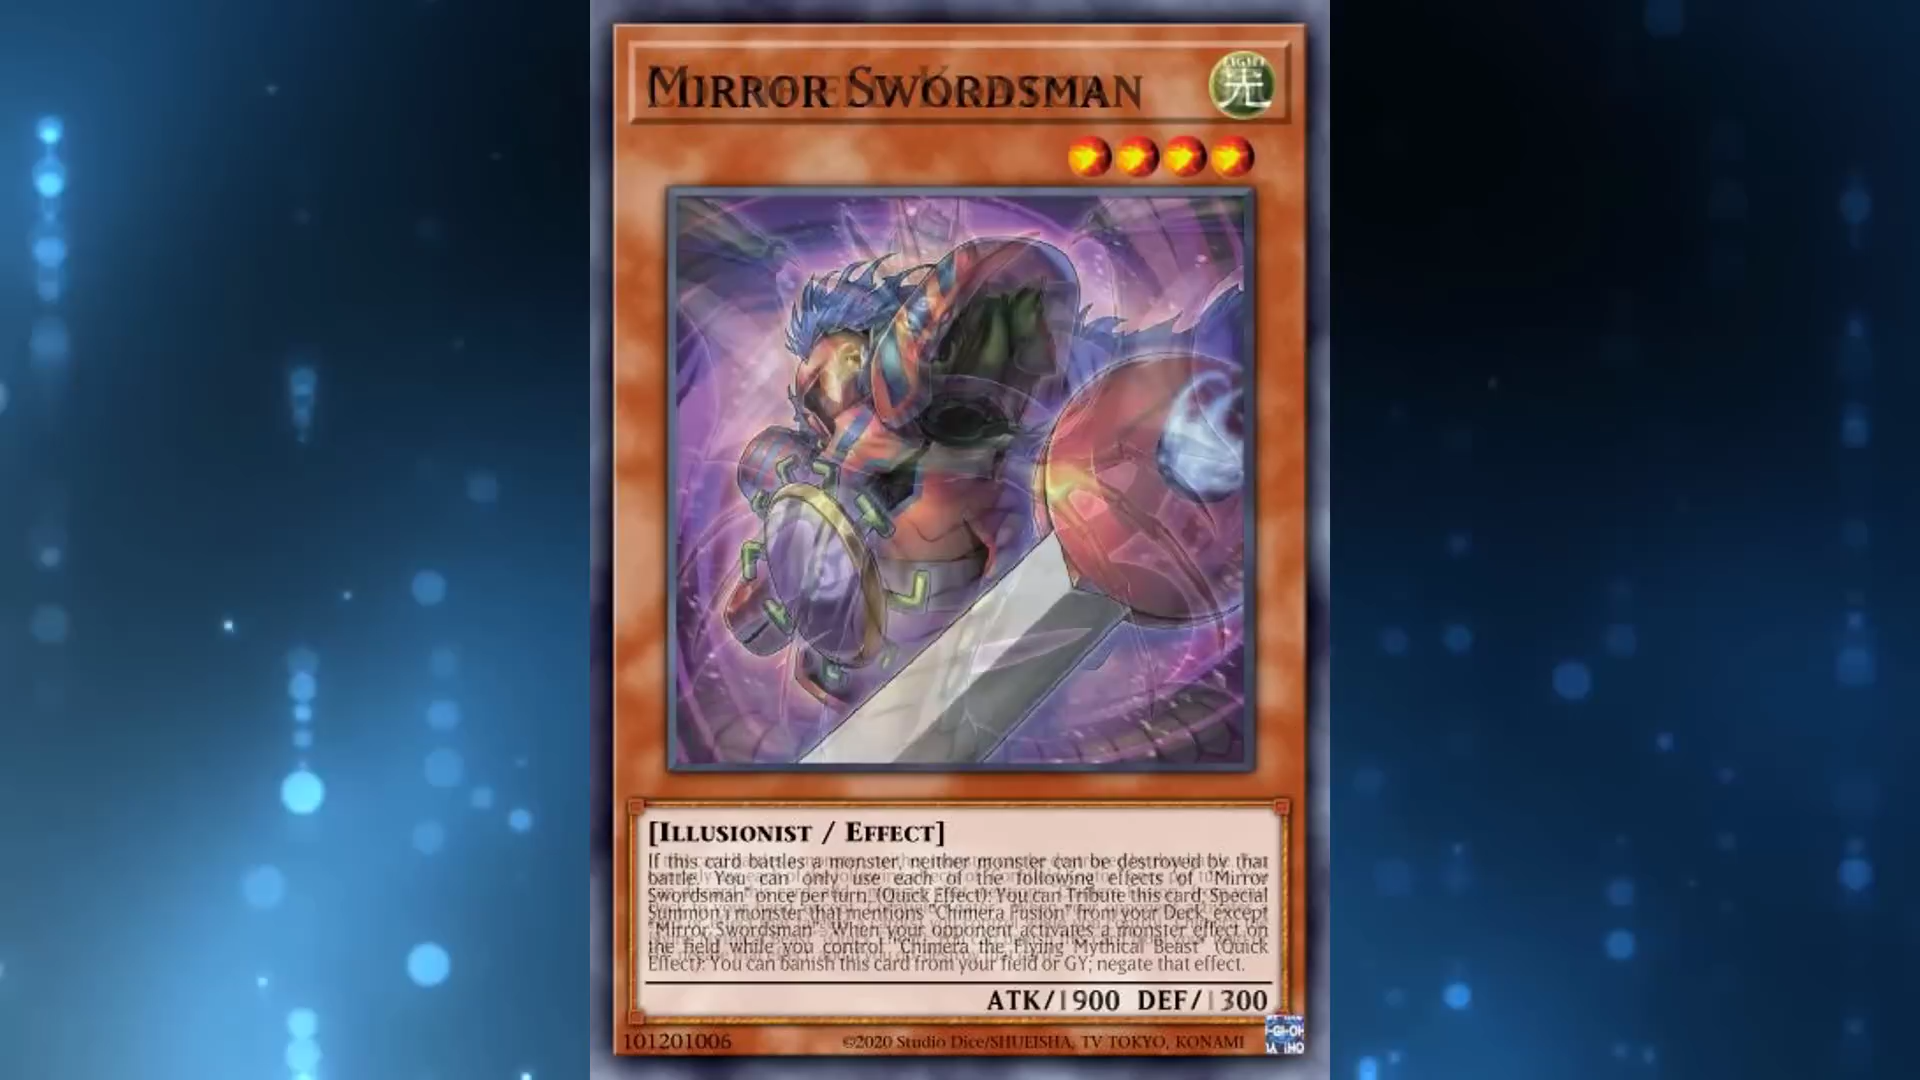 Mirror Swordsman
LIGHT
光
[Illusionist / Effect]
If this card battles a monster, neither monster can be destroyed by that
battle. You can only use each of the following effects of "Mirror
Swordsman" once per turn. (Quick Effect): You can Tribute this card; Special
Summon 1 monster that mentions "Chimera Fusion" from your Deck, except
"Mirror Swordsman". When your opponent activates a monster effect on
the field while you control "Chimera the Flying Mythical Beast" (Quick
Effect): You can banish this card from your field or GY; negate that effect.
ATK/1900 DEF/1300
101201006
©2020 Studio Dice/SHUEISHA, TV TOKYO, KONAMI